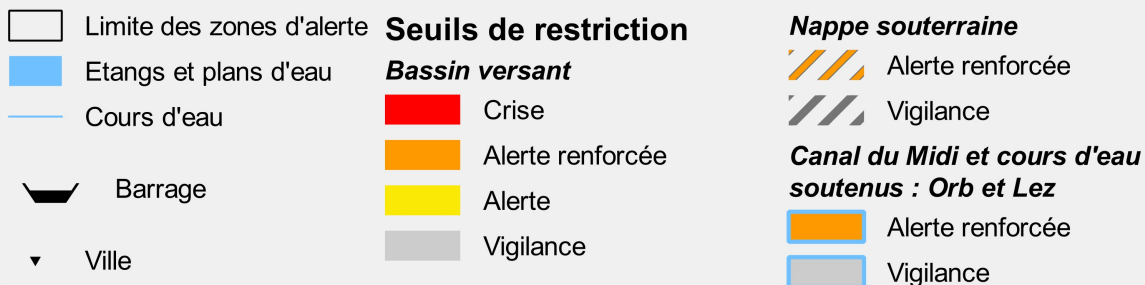 Limite des zones d'alerte
Etangs et plans d'eau
Cours d'eau
Barrage
Ville
Seuils de restriction
Bassin versant
Crise
Alerte renforcée
Alerte
Vigilance
Nappe souterraine
Alerte renforcée
Vigilance
Canal du Midi et cours d'eau
soutenus : Orb et Lez
Alerte renforcée
Vigilance